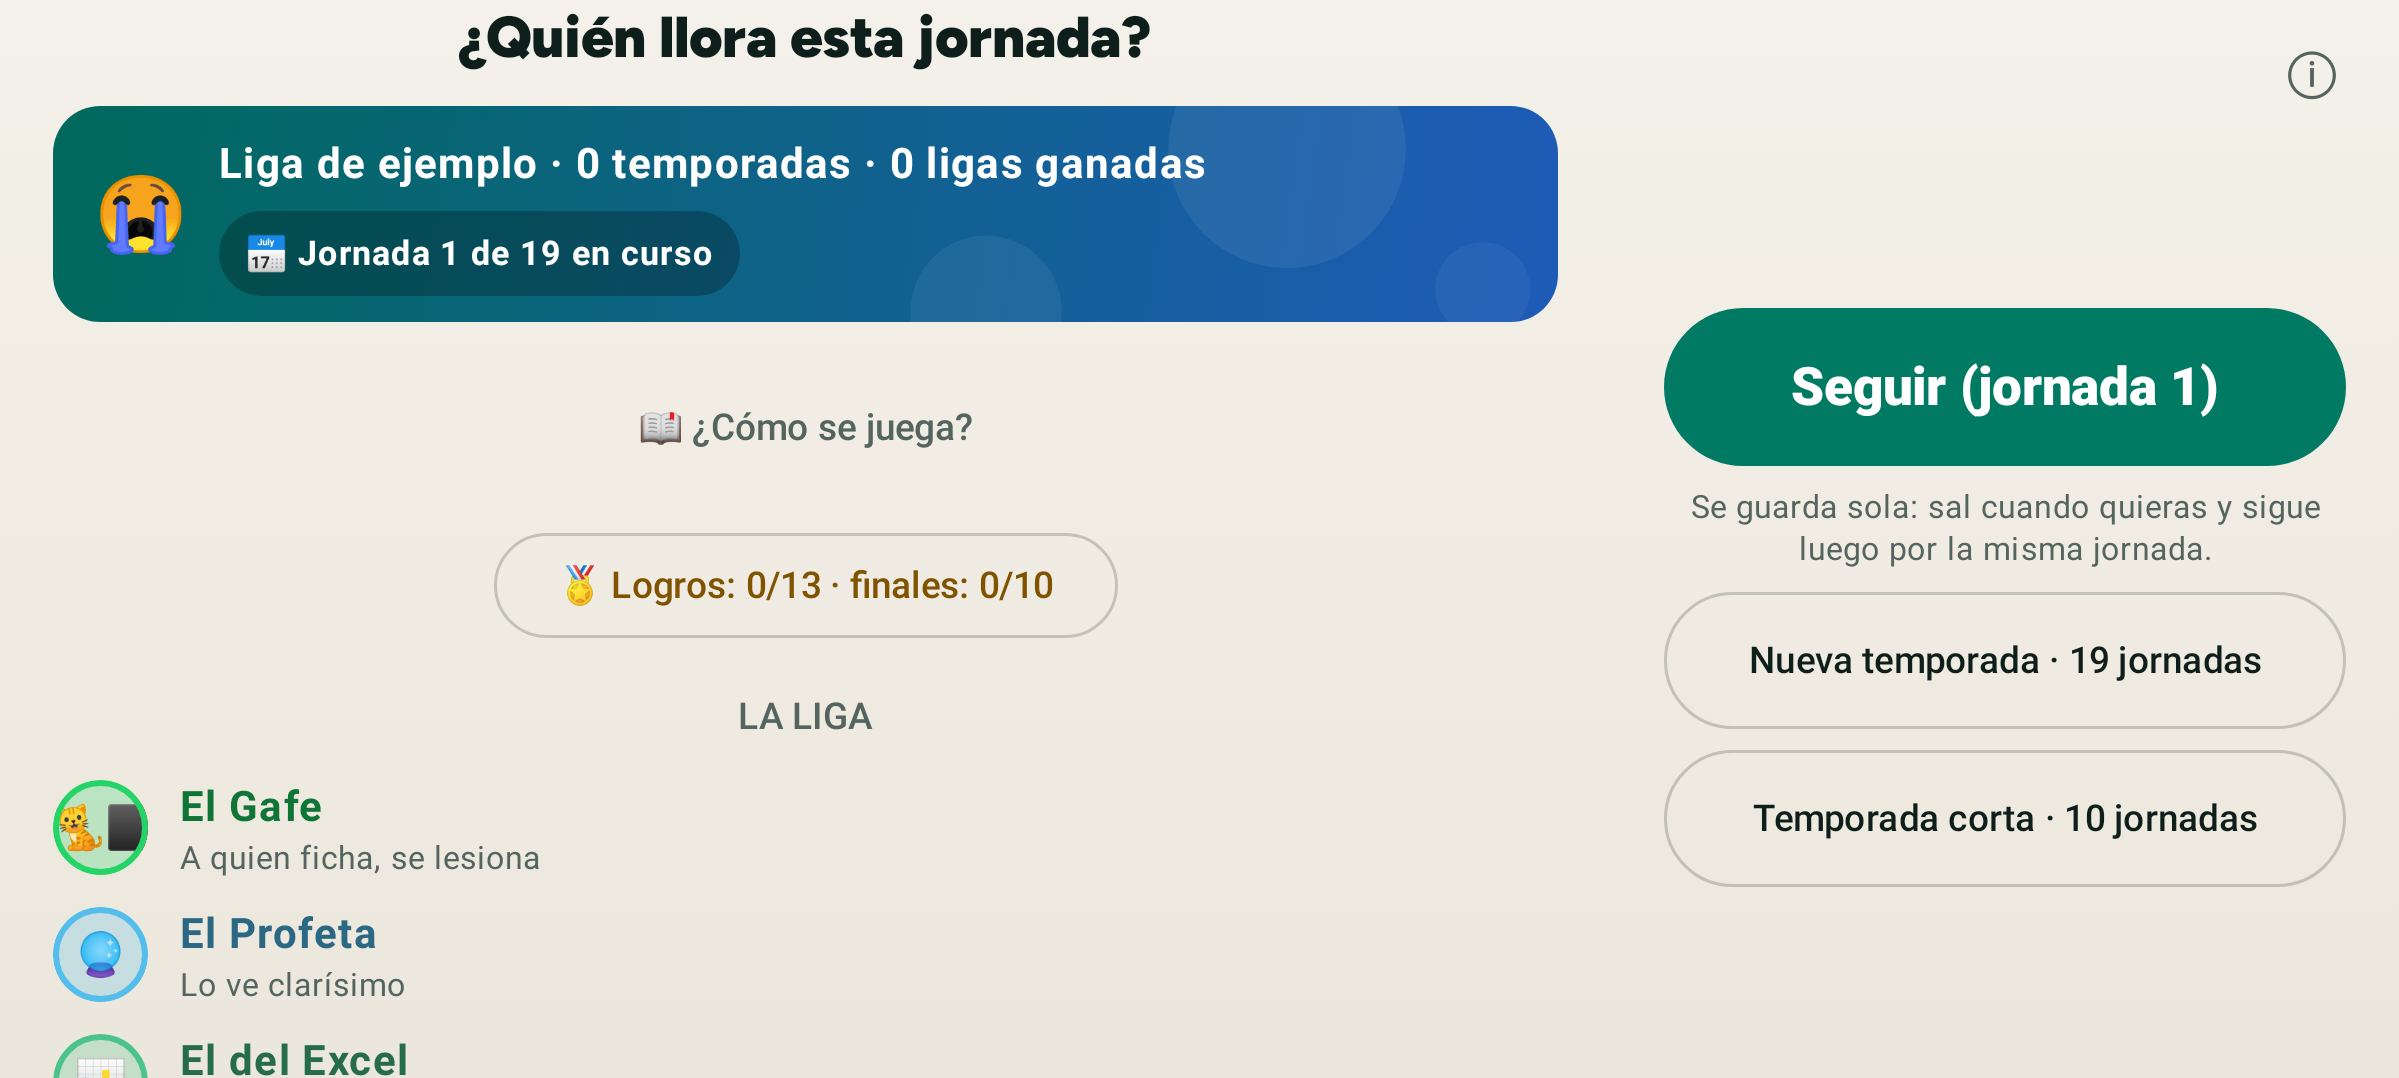 ¿Quién llora esta jornada?
Liga de ejemplo · 0 temporadas · 0 ligas ganadas
July
17
Jornada 1 de 19 en curso
¿Cómo se juega?
Logros: 0/13 · finales: 0/10
LA LIGA
El Gafe
A quien ficha, se lesiona
El Profeta
Lo ve clarísimo
El del Excel
i
Seguir (jornada 1)
Se guarda sola: sal cuando quieras y sigue
luego por la misma jornada.
Nueva temporada · 19 jornadas
Temporada corta · 10 jornadas